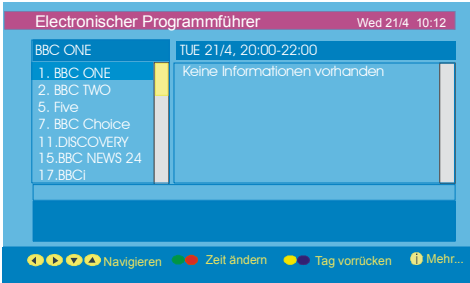 Electronischer Programmführer Wed 21/4 10:12
BBC ONE TUE 21/4, 20:00-22:00
1. BBC ONE Keine Informationen vorhanden
2. BBC TWO
5. Five
7. BBC Choice
11.DISCOVERY
15.BBC NEWS 24
17.BBCi
Navigieren Zeit ändern Tag vorrücken i Mehr...